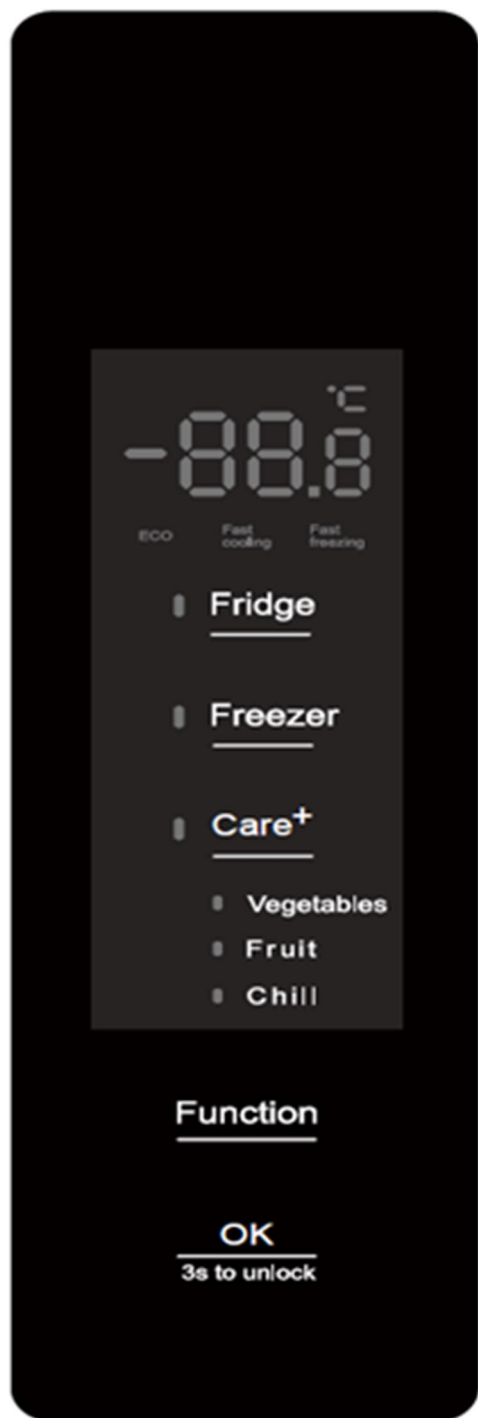 °C
-88.8
ECO Fast cooling Fast freezing
Fridge
Freezer
Care+
Vegetables
Fruit
Chill
Function
OK
3s to unlock